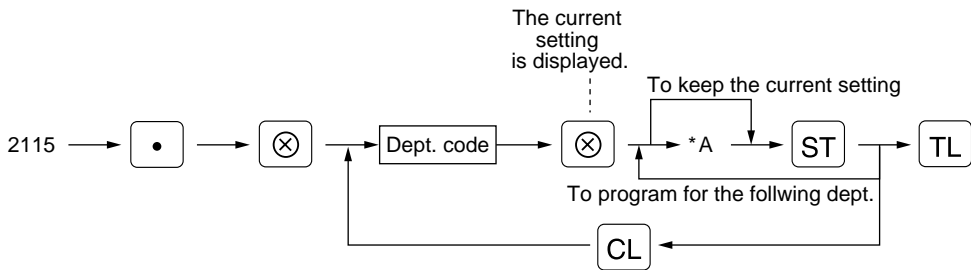 The current
setting
is displayed.
To keep the current setting
2115 • ⊗ Dept. code ⊗ *A ST TL
To program for the follwing dept.
CL